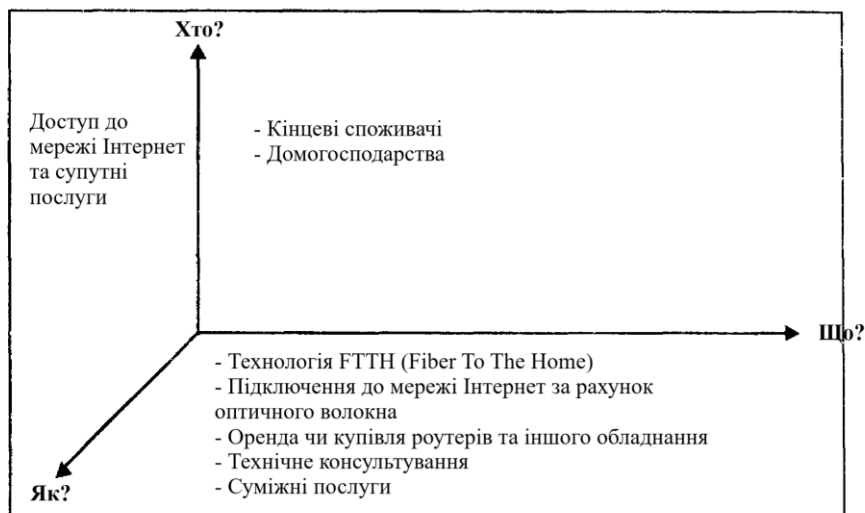 Хто?
Доступ до
мережі Інтернет
та супутні
послуги
- Кінцеві споживачі
- Домогосподарства
Що?
- Технологія FTTH (Fiber To The Home)
- Підключення до мережі Інтернет за рахунок
оптичного волокна
- Оренда чи купівля роутерів та іншого обладнання
- Технічне консультування
- Суміжні послуги
Як?